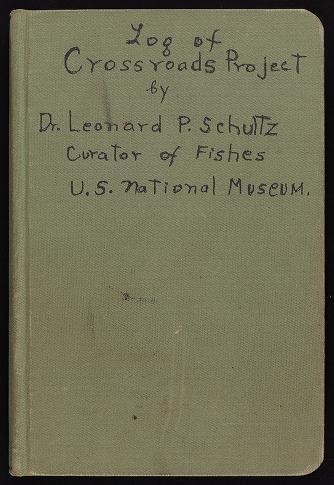 Log of
Crossroads Project
by
Dr. Leonard P. Schultz
Curator of Fishes
U.S. National Museum.